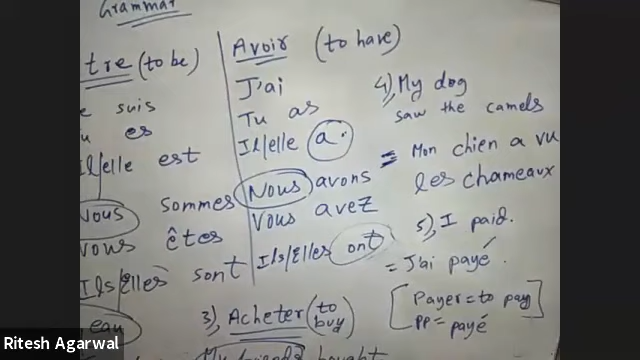 Grammar
tre (to be)
e suis
u es
Il/elle est
Nous sommes
Vous êtes
Ils/Elles sont
eau
Avoir (to have)
J'ai
Tu as
Il/elle a.
Nous avons
Vous avez
Ils/Elles ont
3), Acheter (to buy)
My friends bought
4), My dog
saw the camels
= Mon chien a vu
les chameaux
5), I paid.
= J'ai payé.
[Payer = to pay
PP = payé]
Ritesh Agarwal